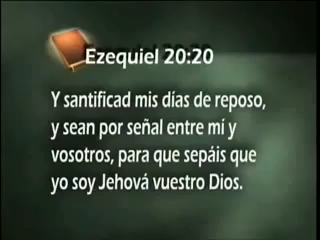 Ezequiel 20:20
Y santificad mis días de reposo,
y sean por señal entre mí y
vosotros, para que sepáis que
yo soy Jehová vuestro Dios.